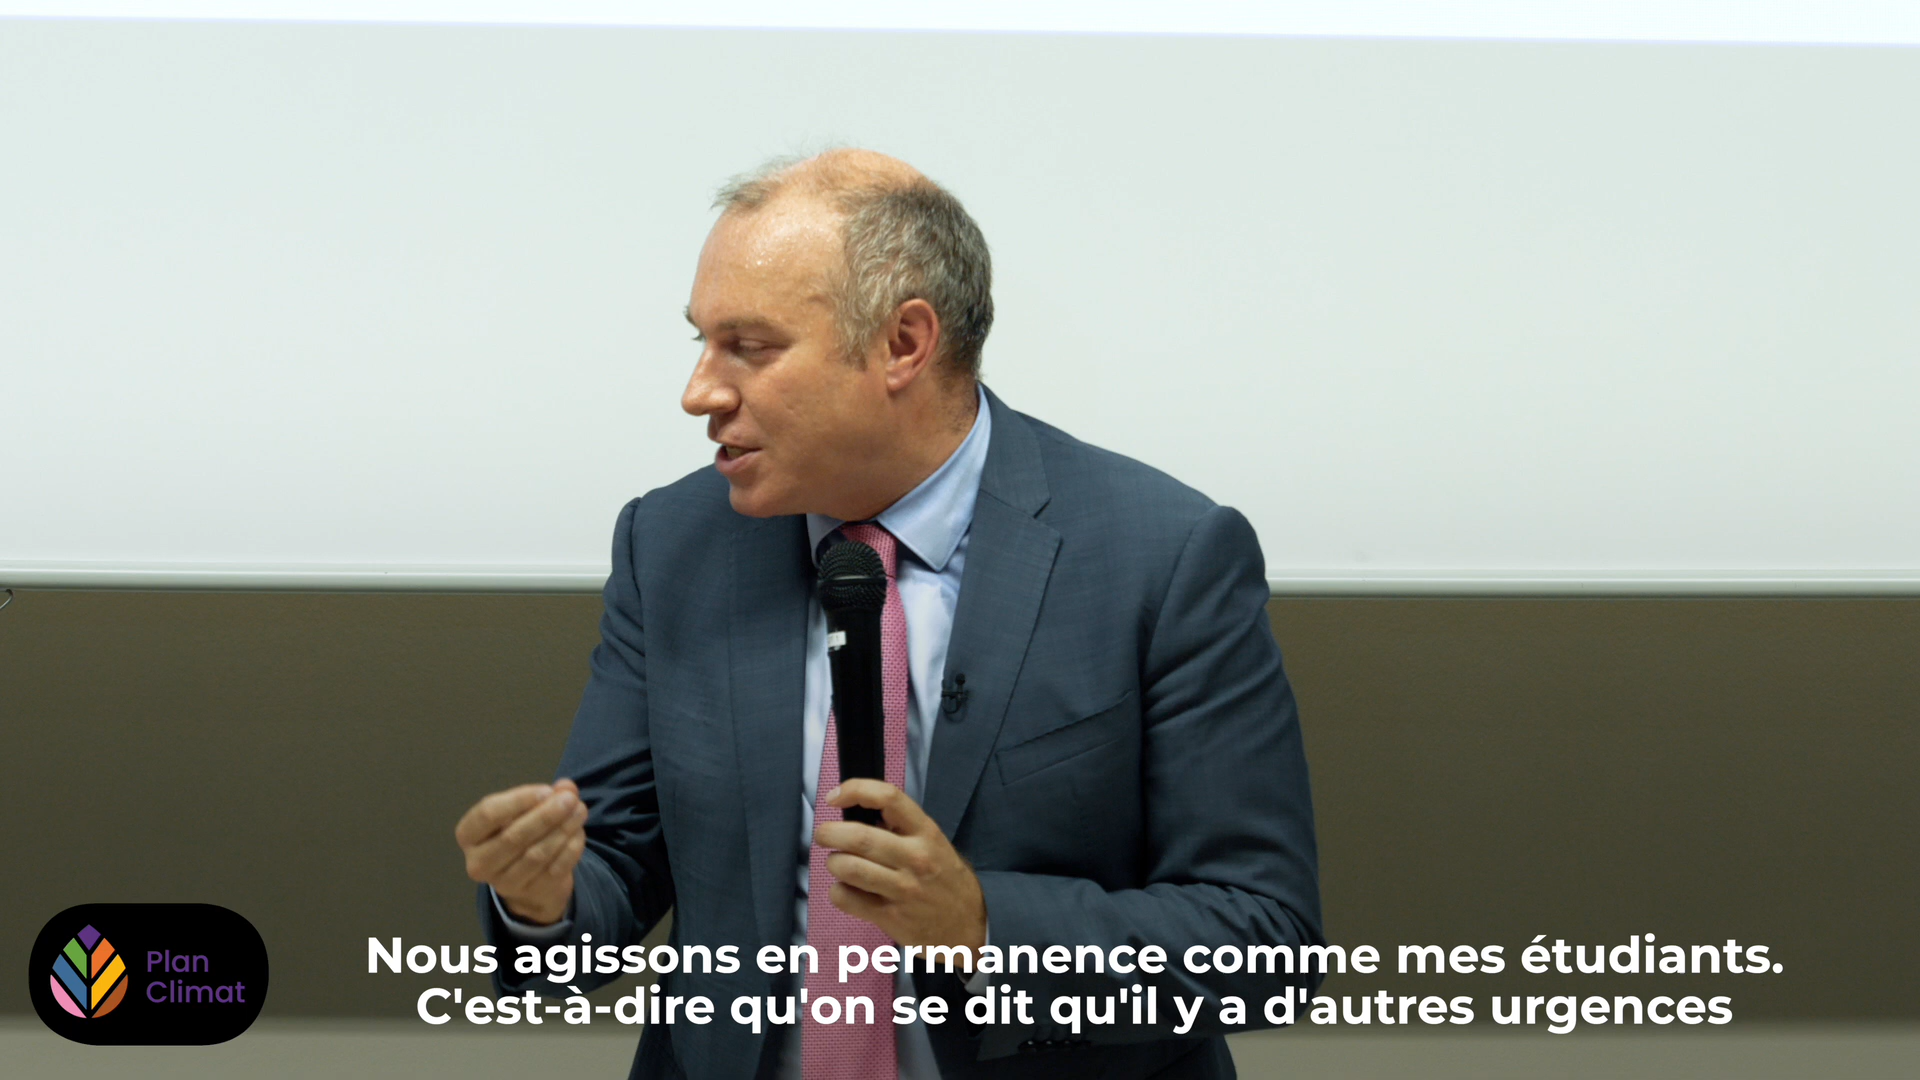 Plan
Climat
Nous agissons en permanence comme mes étudiants.
C'est-à-dire qu'on se dit qu'il y a d'autres urgences